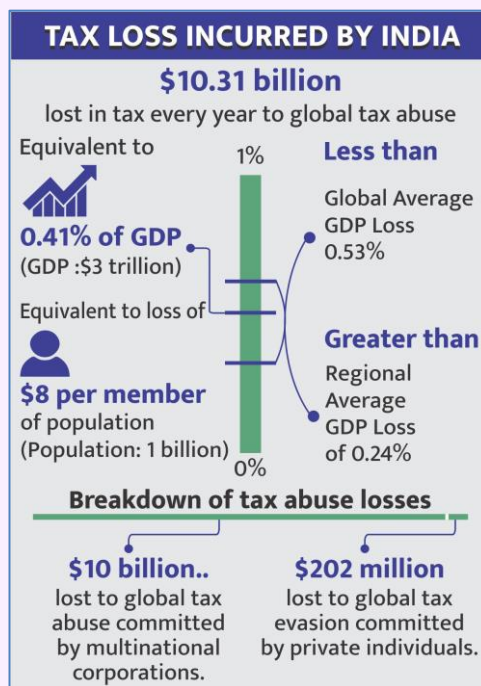 TAX LOSS INCURRED BY INDIA
$10.31 billion
lost in tax every year to global tax abuse
Equivalent to
0.41% of GDP
(GDP :$3 trillion)
Equivalent to loss of
$8 per member
of population
(Population: 1 billion)
1%
0%
Less than
Global Average
GDP Loss
0.53%
Greater than
Regional
Average
GDP Loss
of 0.24%
Breakdown of tax abuse losses
$10 billion..
lost to global tax
abuse committed
by multinational
corporations.
$202 million
lost to global tax
evasion committed
by private individuals.